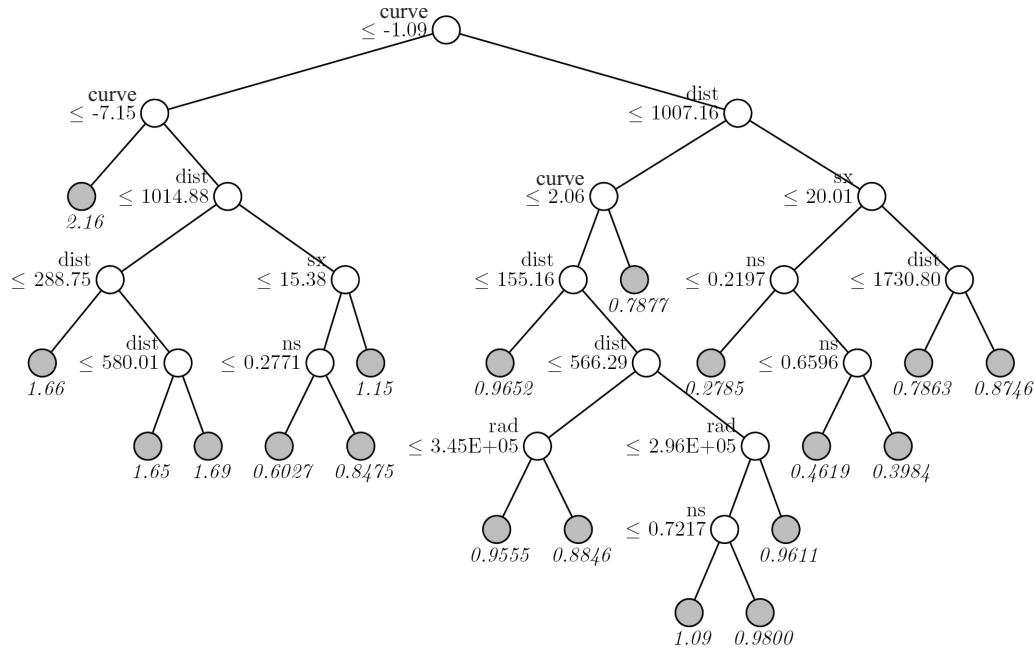 curve
≤ -1.09
curve
≤ -7.15
dist
≤ 1007.16
2.16
dist
≤ 1014.88
curve
≤ 2.06
sx
≤ 20.01
dist
≤ 288.75
sx
≤ 15.38
dist
≤ 155.16
0.7877
ns
≤ 0.2197
dist
≤ 1730.80
1.66
dist
≤ 580.01
ns
≤ 0.2771
1.15
0.9652
dist
≤ 566.29
0.2785
ns
≤ 0.6596
0.7863
0.8746
1.65
1.69
0.6027
0.8475
rad
≤ 3.45E+05
rad
≤ 2.96E+05
0.4619
0.3984
0.9555
0.8846
ns
≤ 0.7217
0.9611
1.09
0.9800